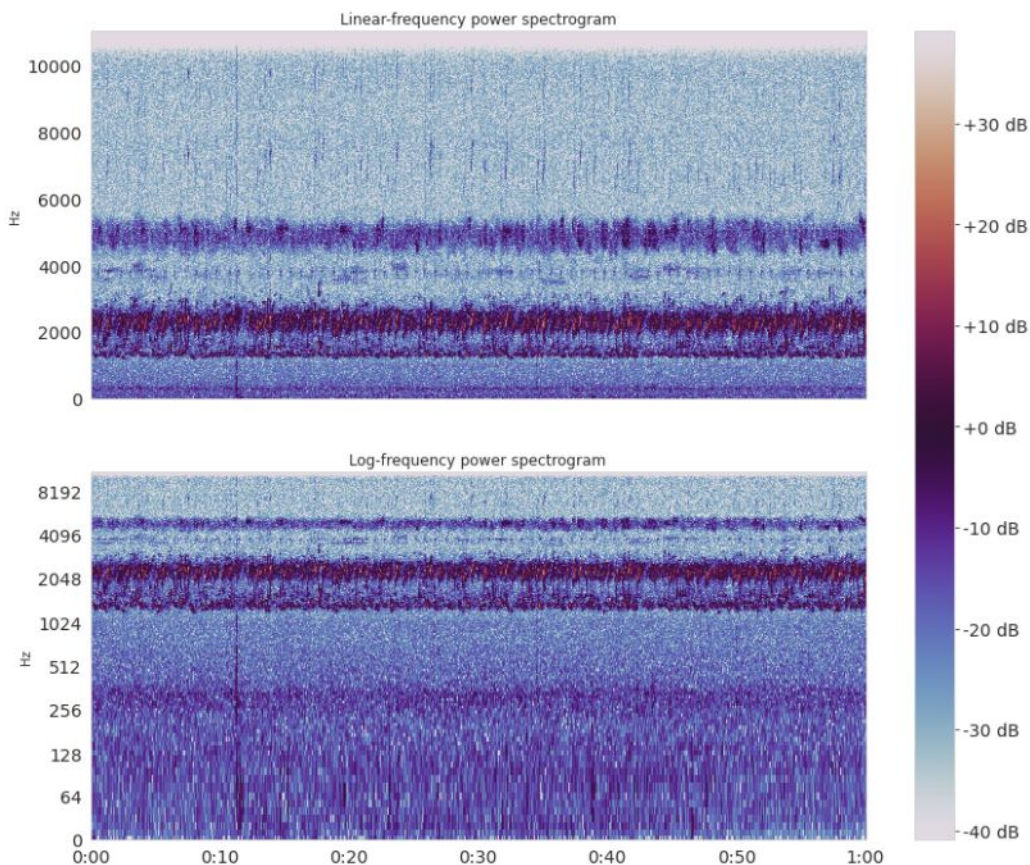 Linear-frequency power spectrogram
10000
8000
6000
4000
2000
0
Hz
Log-frequency power spectrogram
8192
4096
2048
1024
512
256
128
64
0
Hz
0:00 0:10 0:20 0:30 0:40 0:50 1:00
+30 dB
+20 dB
+10 dB
+0 dB
-10 dB
-20 dB
-30 dB
-40 dB